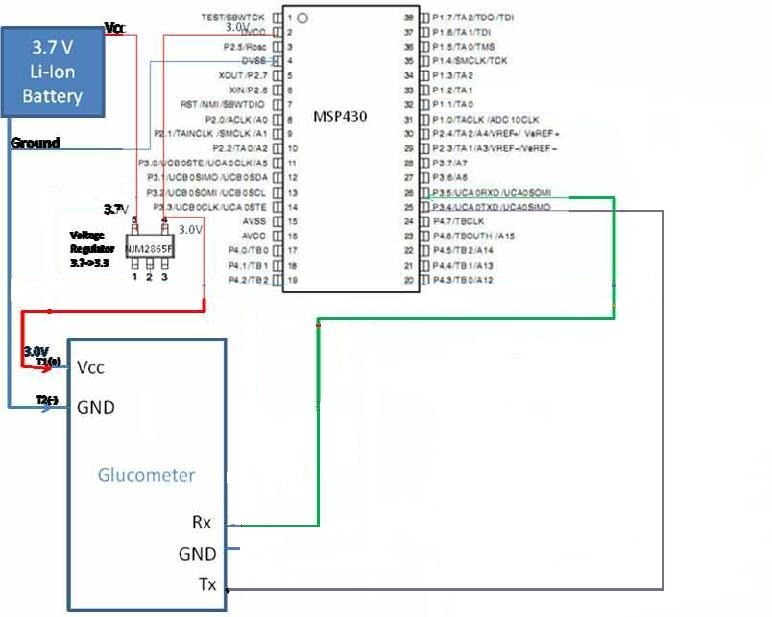 Vcc
3.7 V
Li-Ion
Battery
Ground
3.0V
TEST/SBWTCK 1
DVCC 2
P2.5/Rosc 3
DVSS 4
XOUT/P2.7 5
XIN/P2.6 6
RST/NMI/SBWTDIO 7
P2.0/ACLK/A0 8
P2.1/TAINCLK/SMCLK/A1 9
P2.2/TA0/A2 10
P3.0/UCB0STE/UCA0CLK/A5 11
P3.1/UCB0SIMO/UCB0SDA 12
P3.2/UCB0SOMI/UCB0SCL 13
P3.3/UCB0CLK/UCA0STE 14
AVSS 15
AVCC 16
P4.0/TB0 17
P4.1/TB1 18
P4.2/TB2 19
MSP430
38 P1.7/TA2/TDO/TDI
37 P1.6/TA1/TDI
36 P1.5/TA0/TMS
35 P1.4/SMCLK/TCK
34 P1.3/TA2
33 P1.2/TA1
32 P1.1/TA0
31 P1.0/TACLK/ADC10CLK
30 P2.4/TA2/A4/VREF+/VeREF+
29 P2.3/TA1/A3/VREF-/VeREF-
28 P3.7/A7
27 P3.6/A6
26 P3.5/UCA0RXD/UCA0SOMI
25 P3.4/UCA0TXD/UCA0SIMO
24 P4.7/TBCLK
23 P4.6/TBOUTH/A15
22 P4.5/TB2/A14
21 P4.4/TB1/A13
20 P4.3/TB0/A12
3.7V
5 4
3.0V
Voltage
Regulator
3.7->3.3
NJM2865F
1 2 3
3.0V
T1(+)
Vcc
T2(-)
GND
Glucometer
Rx
GND
Tx